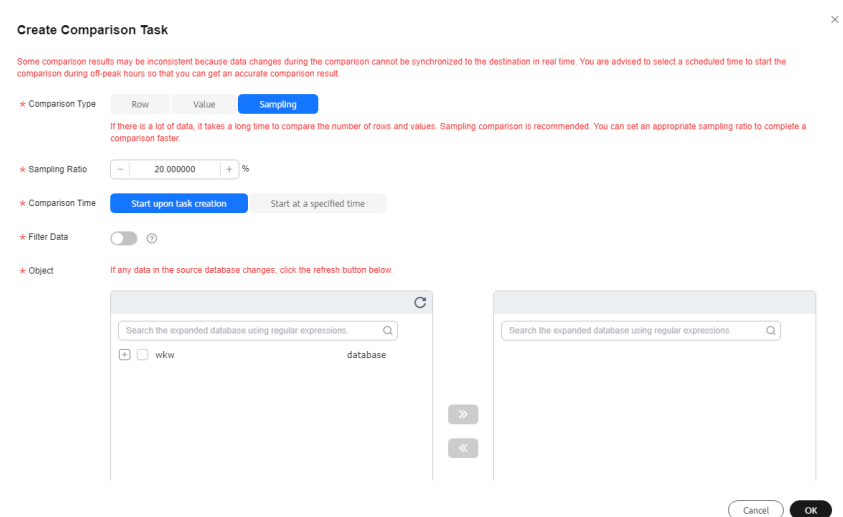 Create Comparison Task
Some comparison results may be inconsistent because data changes during the comparison cannot be synchronized to the destination in real time. You are advised to select a scheduled time to start the
comparison during off-peak hours so that you can get an accurate comparison result.
* Comparison Type Row Value Sampling
If there is a lot of data, it takes a long time to compare the number of rows and values. Sampling comparison is recommended. You can set an appropriate sampling ratio to complete a
comparison faster.
* Sampling Ratio − 20.000000 + %
* Comparison Time Start upon task creation Start at a specified time
* Filter Data ?
* Object If any data in the source database changes, click the refresh button below.
Search the expanded database using regular expressions. Search the expanded database using regular expressions.
wkw database
Cancel OK